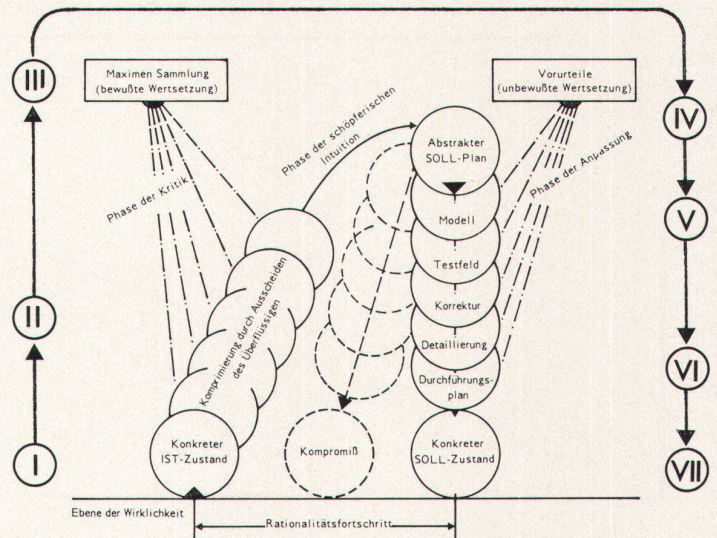 III
Maximen Sammlung
(bewußte Wertsetzung)
Vorurteile
(unbewußte Wertsetzung)
IV
Phase der schöpferischen
Intuition
Abstrakter
SOLL-Plan
Phase der Kritik
Phase der Anpassung
Modell
V
Testfeld
II
Komprimierung durch Ausscheiden
des Überflüssigen
Korrektur
Detaillierung
Durchführungs-
plan
VI
I
Konkreter
IST-Zustand
Kompromiß
Konkreter
SOLL-Zustand
VII
Ebene der Wirklichkeit
Rationalitätsfortschritt